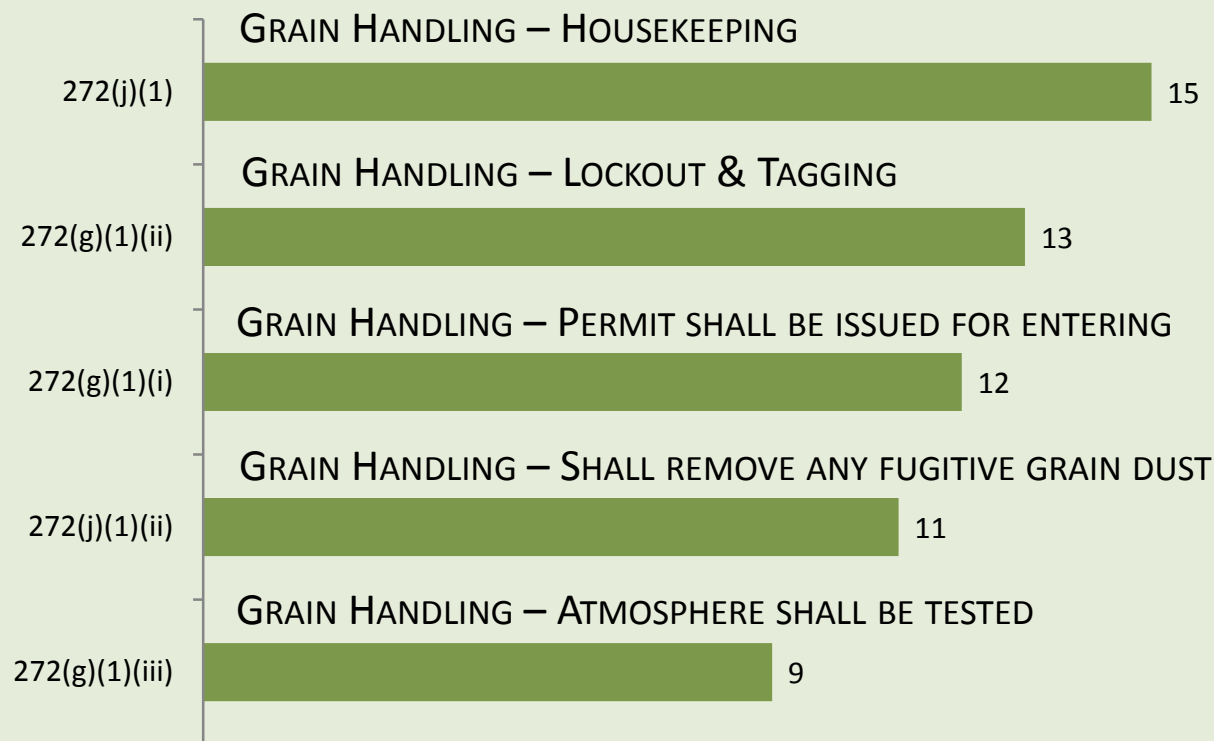 Grain Handling – Housekeeping
272(j)(1)
15
Grain Handling – Lockout & Tagging
272(g)(1)(ii)
13
Grain Handling – Permit shall be issued for entering
272(g)(1)(i)
12
Grain Handling – Shall remove any fugitive grain dust
272(j)(1)(ii)
11
Grain Handling – Atmosphere shall be tested
272(g)(1)(iii)
9